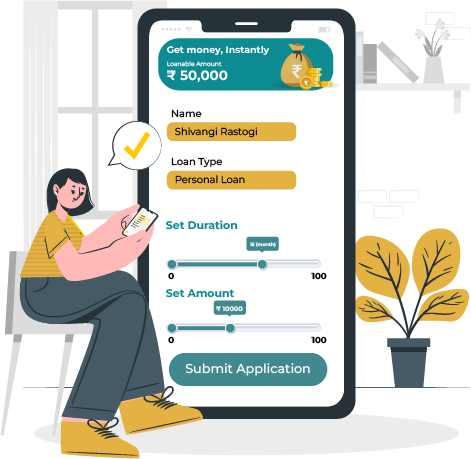 Get money, Instantly
Loanable Amount
₹ 50,000
₹
Name
Shivangi Rastogi
Loan Type
Personal Loan
Set Duration
15 (month)
0 100
Set Amount
₹ 10000
0 100
Submit Application